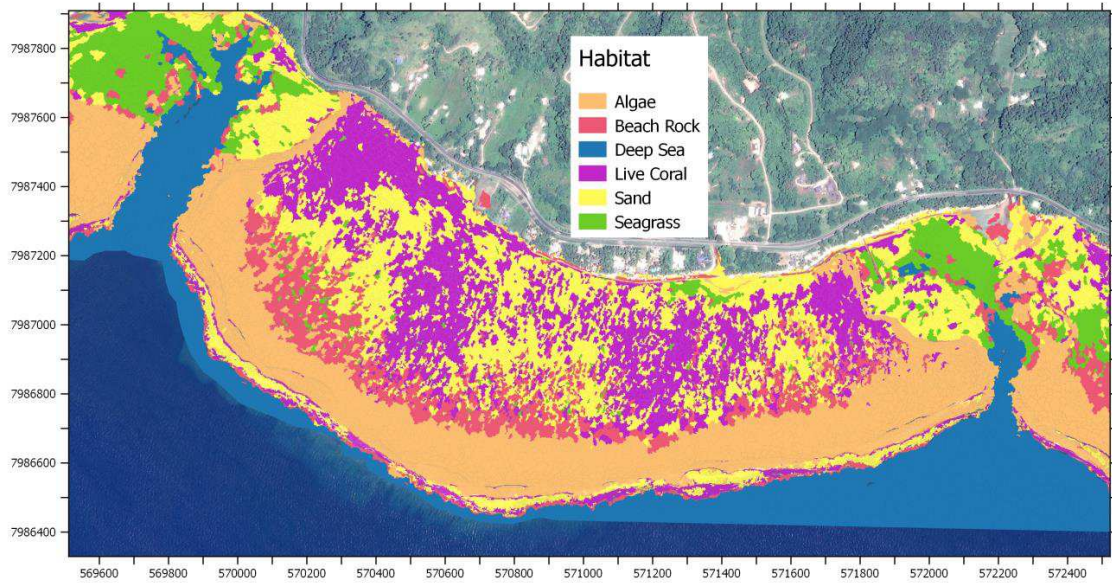 Habitat
Algae
Beach Rock
Deep Sea
Live Coral
Sand
Seagrass
7987800
7987600
7987400
7987200
7987000
7986800
7986600
7986400
569600 569800 570000 570200 570400 570600 570800 571000 571200 571400 571600 571800 572000 572200 572400